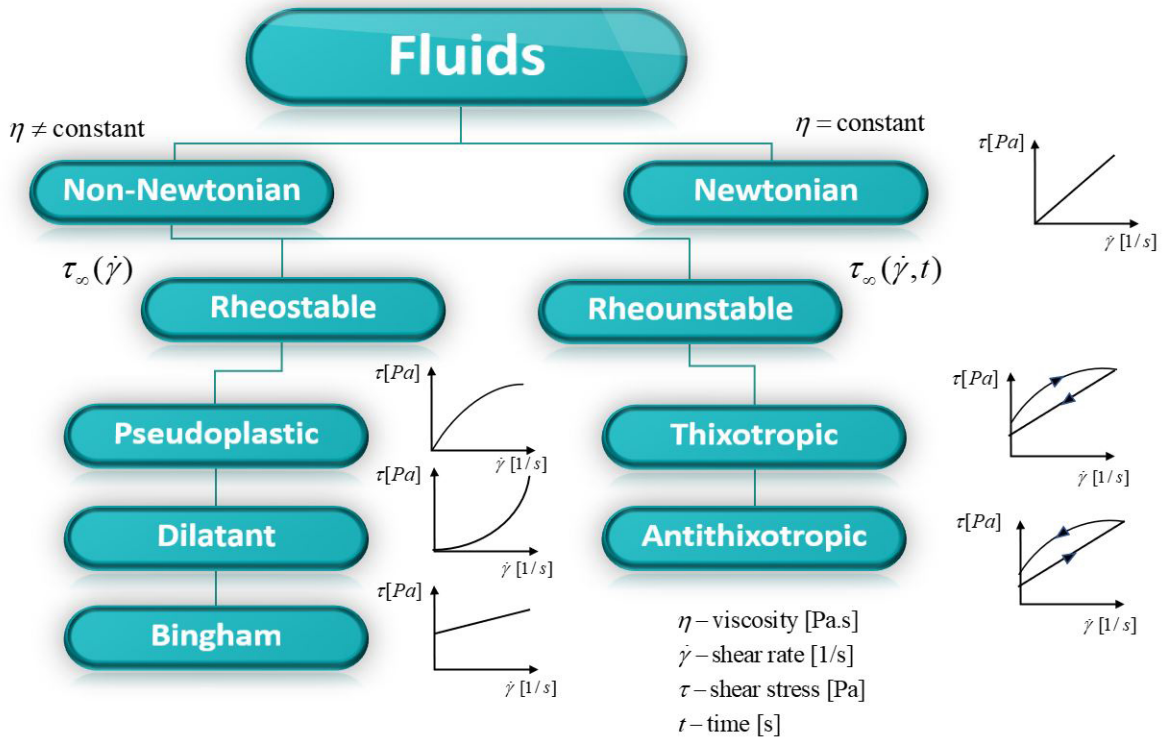 Fluids
η ≠ constant
η = constant
Non-Newtonian
Newtonian
τ[Pa]
γ̇ [1/s]
τ∞(γ̇)
τ∞(γ̇,t)
Rheostable
Rheounstable
Pseudoplastic
τ[Pa]
γ̇ [1/s]
Thixotropic
τ[Pa]
γ̇ [1/s]
Dilatant
τ[Pa]
γ̇ [1/s]
Antithixotropic
τ[Pa]
γ̇ [1/s]
Bingham
τ[Pa]
γ̇ [1/s]
η – viscosity [Pa.s]
γ̇ – shear rate [1/s]
τ – shear stress [Pa]
t – time [s]